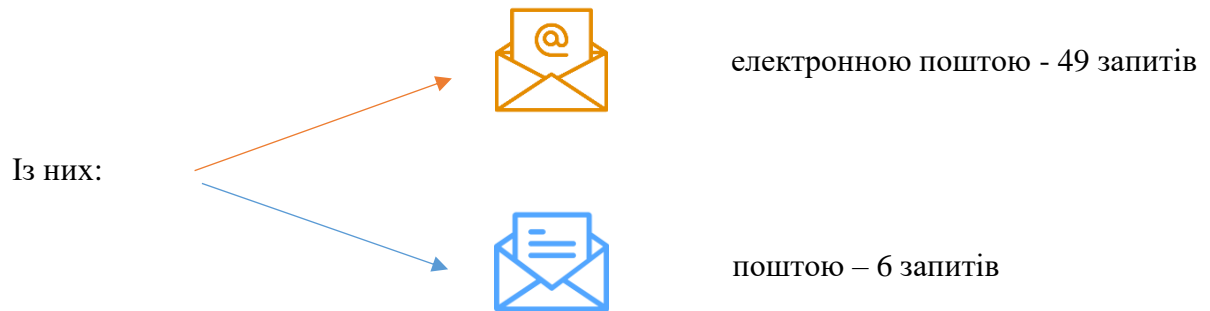 електронною поштою - 49 запитів
Із них:
поштою – 6 запитів